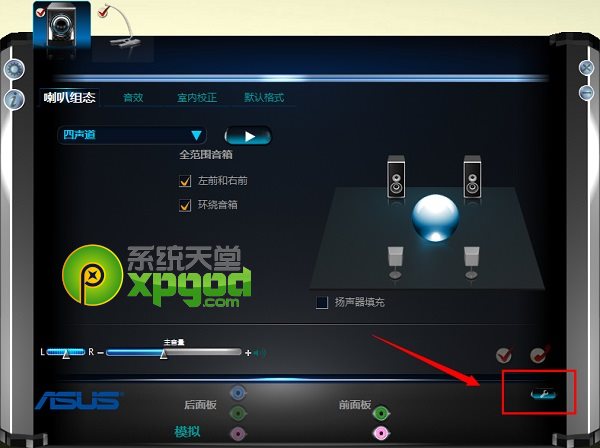 喇叭组态 音效 室内校正 默认格式
四声道
全范围音箱
左前和右前
环绕音箱
系统天堂
xpgod
.com
扬声器填充
主音量
L R − +
ASUS 后面板 前面板
模拟